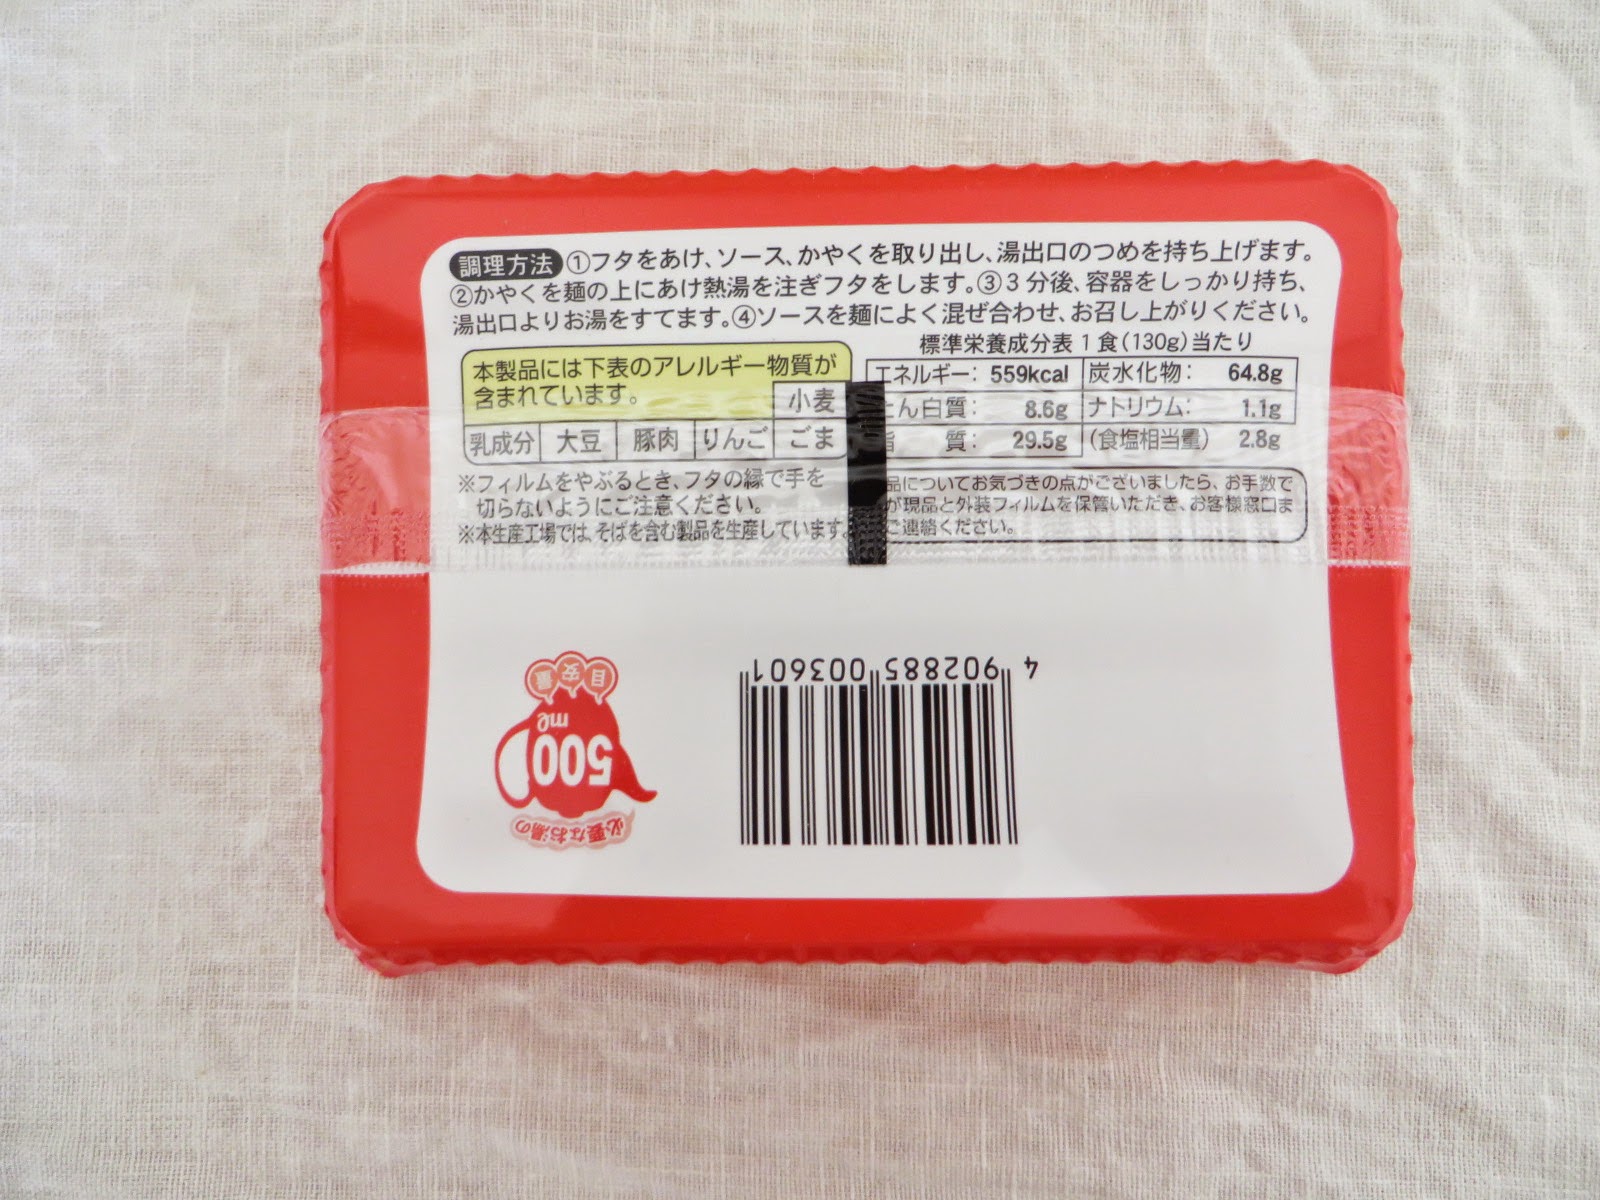 調理方法 ①フタをあけ、ソース、かやくを取り出し、湯出口のつめを持ち上げます。
②かやくを麺の上にあけ熱湯を注ぎフタをします。③3分後、容器をしっかり持ち、
湯出口よりお湯をすてます。④ソースを麺によく混ぜ合わせ、お召し上がりください。
本製品には下表のアレルギー物質が
含まれています。
小麦
乳成分 大豆 豚肉 りんご ごま
※フィルムをやぶるとき、フタの縁で手を
切らないようにご注意ください。
※本生産工場では、そばを含む製品を生産しています。
標準栄養成分表 1食(130g)当たり
エネルギー: 559kcal 炭水化物: 64.8g
たん白質: 8.6g ナトリウム: 1.1g
脂 質: 29.5g (食塩相当量) 2.8g
品についてお気づきの点がございましたら、お手数で
が現品と外装フィルムを保管いただき、お客様窓口ま
ご連絡ください。
必要なお湯の
500
ml
目安量
4 902885 003601